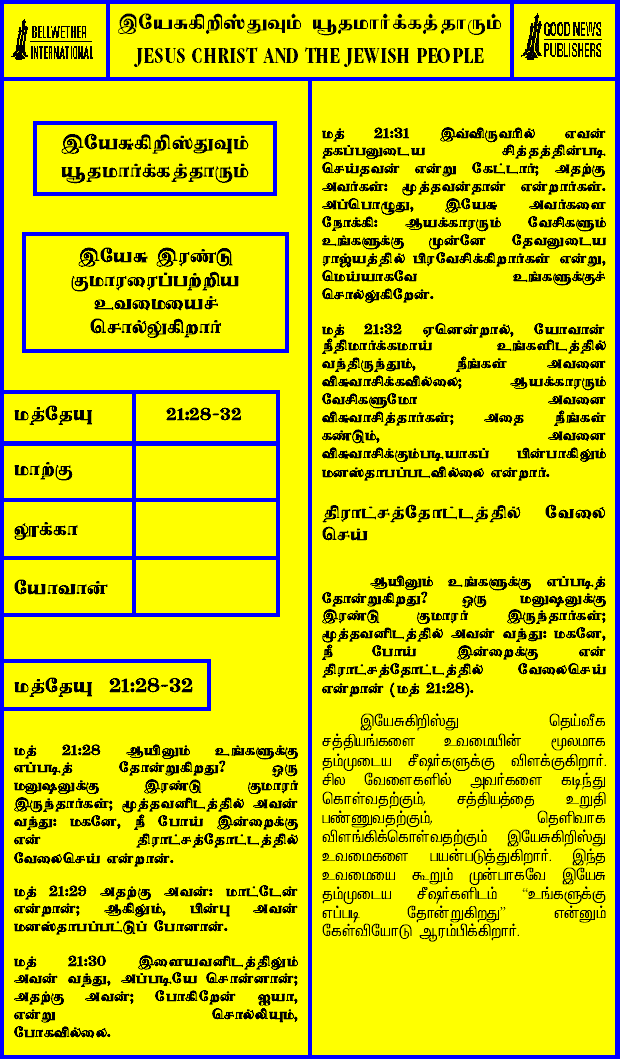 BELLWETHER
INTERNATIONAL
இயேசுகிறிஸ்துவும் யூதமார்க்கத்தாரும்
JESUS CHRIST AND THE JEWISH PEOPLE
GOOD NEWS
PUBLISHERS
இயேசுகிறிஸ்துவும்
யூதமார்க்கத்தாரும்
இயேசு இரண்டு
குமாரரைப்பற்றிய
உவமையைச்
சொல்லுகிறார்
மத்தேயு 21:28-32
மாற்கு
லூக்கா
யோவான்
மத்தேயு 21:28-32
மத் 21:28 ஆயினும் உங்களுக்கு
எப்படித் தோன்றுகிறது? ஒரு
மனுஷனுக்கு இரண்டு குமாரர்
இருந்தார்கள்; மூத்தவனிடத்தில் அவன்
வந்து: மகனே, நீ போய் இன்றைக்கு
என் திராட்சத்தோட்டத்தில்
வேலைசெய் என்றான்.
மத் 21:29 அதற்கு அவன்: மாட்டேன்
என்றான்; ஆகிலும், பின்பு அவன்
மனஸ்தாபப்பட்டுப் போனான்.
மத் 21:30 இளையவனிடத்திலும்
அவன் வந்து, அப்படியே சொன்னான்;
அதற்கு அவன்; போகிறேன் ஐயா,
என்று சொல்லியும்,
போகவில்லை.
மத் 21:31 இவ்விருவரில் எவன்
தகப்பனுடைய சித்தத்தின்படி
செய்தவன் என்று கேட்டார்; அதற்கு
அவர்கள்: மூத்தவன்தான் என்றார்கள்.
அப்பொழுது, இயேசு அவர்களை
நோக்கி: ஆயக்காரரும் வேசிகளும்
உங்களுக்கு முன்னே தேவனுடைய
ராஜ்யத்தில் பிரவேசிக்கிறார்கள் என்று,
மெய்யாகவே உங்களுக்குச்
சொல்லுகிறேன்.
மத் 21:32 ஏனென்றால், யோவான்
நீதிமார்க்கமாய் உங்களிடத்தில்
வந்திருந்தும், நீங்கள் அவனை
விசுவாசிக்கவில்லை; ஆயக்காரரும்
வேசிகளுமோ அவனை
விசுவாசித்தார்கள்; அதை நீங்கள்
கண்டும், அவனை
விசுவாசிக்கும்படியாகப் பின்பாகிலும்
மனஸ்தாபப்படவில்லை என்றார்.
திராட்சத்தோட்டத்தில் வேலை
செய்
ஆயினும் உங்களுக்கு எப்படித்
தோன்றுகிறது? ஒரு மனுஷனுக்கு
இரண்டு குமாரர் இருந்தார்கள்;
மூத்தவனிடத்தில் அவன் வந்து: மகனே,
நீ போய் இன்றைக்கு என்
திராட்சத்தோட்டத்தில் வேலைசெய்
என்றான் (மத் 21:28).
இயேசுகிறிஸ்து தெய்வீக
சத்தியங்களை உவமையின் மூலமாக
தம்முடைய சீஷர்களுக்கு விளக்குகிறார்.
சில வேளைகளில் அவர்களை கடிந்து
கொள்வதற்கும், சத்தியத்தை உறுதி
பண்ணுவதற்கும், தெளிவாக
விளங்கிக்கொள்வதற்கும் இயேசுகிறிஸ்து
உவமைகளை பயன்படுத்துகிறார். இந்த
உவமையை கூறும் முன்பாகவே இயேசு
தம்முடைய சீஷர்களிடம் “உங்களுக்கு
எப்படி தோன்றுகிறது” என்னும்
கேள்வியோடு ஆரம்பிக்கிறார்.